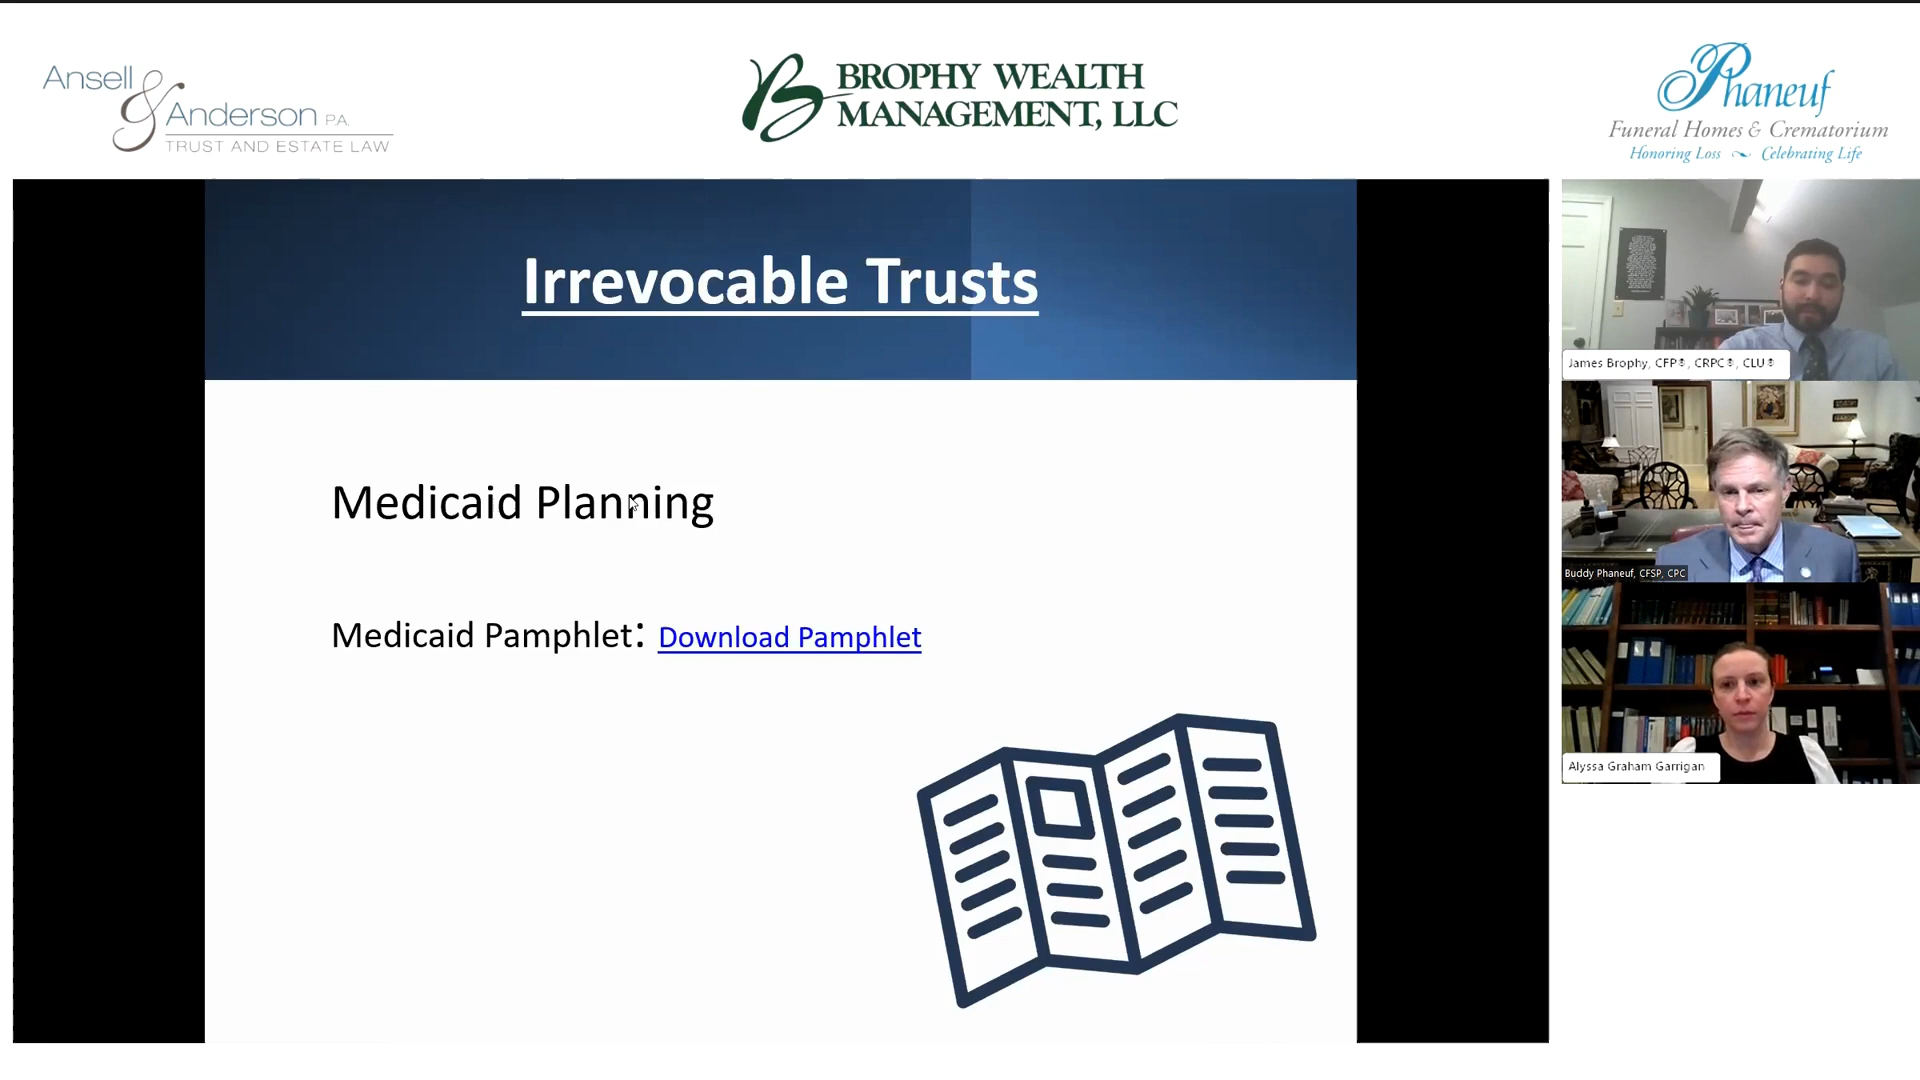 Ansell
&
Anderson P.A.
TRUST AND ESTATE LAW
B BROPHY WEALTH
MANAGEMENT, LLC
Phaneuf
Funeral Homes & Crematorium
Honoring Loss ~ Celebrating Life
Irrevocable Trusts
Medicaid Planning
Medicaid Pamphlet: Download Pamphlet
James Brophy, CFP®, CRPC®, CLU®
Buddy Phaneuf, CFSP, CPC
Alyssa Graham Garrigan